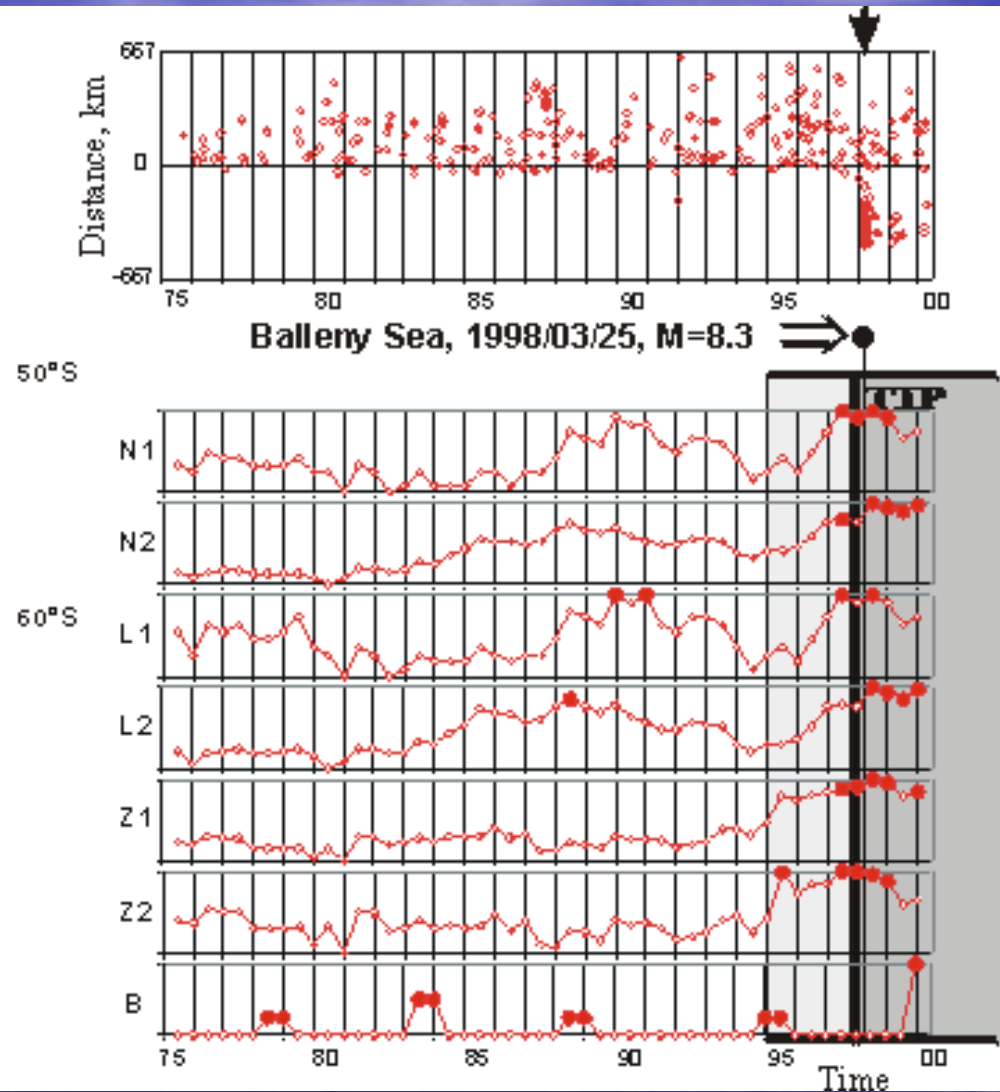 667
Distance, km
0
-667
75 80 85 90 95 00
Balleny Sea, 1998/03/25, M=8.3
50°S
TIP
N1
N2
60°S
L1
L2
Z1
Z2
B
75 80 85 90 95 00
Time